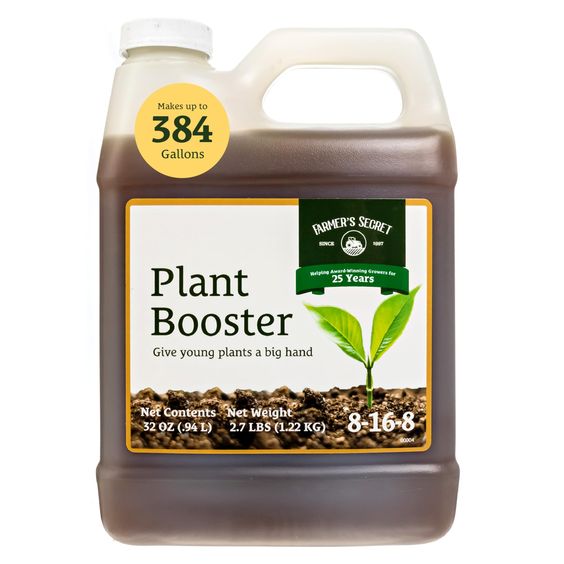 Makes up to
384
Gallons
FARMER'S SECRET
SINCE 1997
Helping Award-Winning Growers for
25 Years
Plant
Booster
Give young plants a big hand
Net Contents Net Weight
32 OZ (.94 L) 2.7 LBS (1.22 KG)
8-16-8
00004